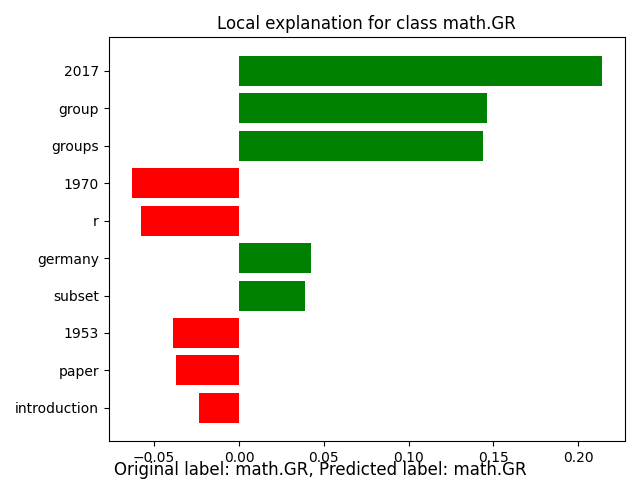 Local explanation for class math.GR
2017
group
groups
1970
r
germany
subset
1953
paper
introduction
−0.05 0.00 0.05 0.10 0.15 0.20
Original label: math.GR, Predicted label: math.GR